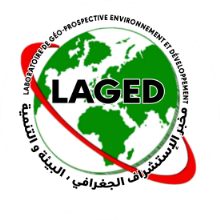 LABORATOIRE DE GÉO-PROSPECTIVE ENVIRONNEMENT ET DÉVELOPPEMENT
LAGED
مخبر الإستشراف الجغرافي ، البيئة و التنمية